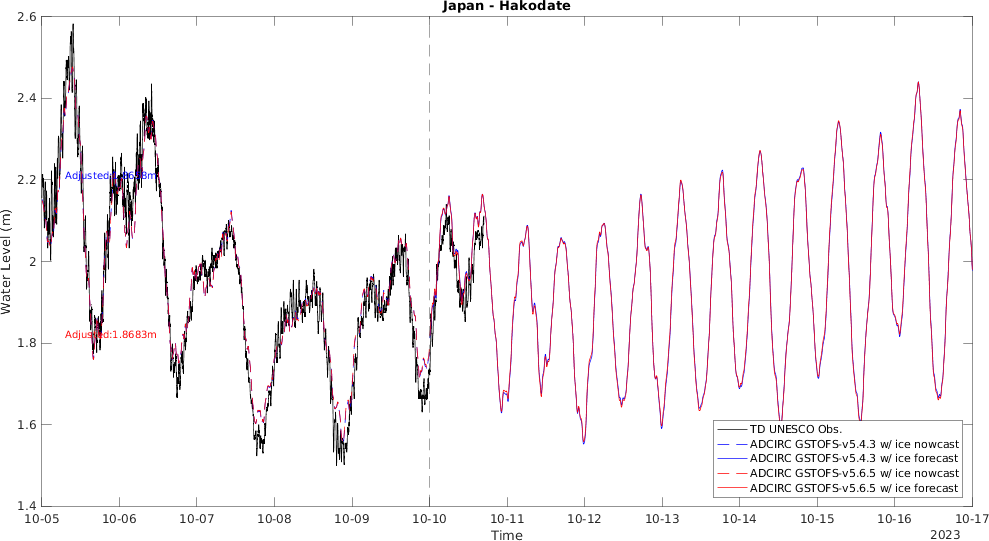 Japan - Hakodate
2.6
2.4
2.2
2
1.8
1.6
1.4
Water Level (m)
Adjusted:1.8698m
Adjusted:1.8683m
TD UNESCO Obs.
ADCIRC GSTOFS-v5.4.3 w/ ice nowcast
ADCIRC GSTOFS-v5.4.3 w/ ice forecast
ADCIRC GSTOFS-v5.6.5 w/ ice nowcast
ADCIRC GSTOFS-v5.6.5 w/ ice forecast
10-05 10-06 10-07 10-08 10-09 10-10 10-11 10-12 10-13 10-14 10-15 10-16 10-17
Time
2023